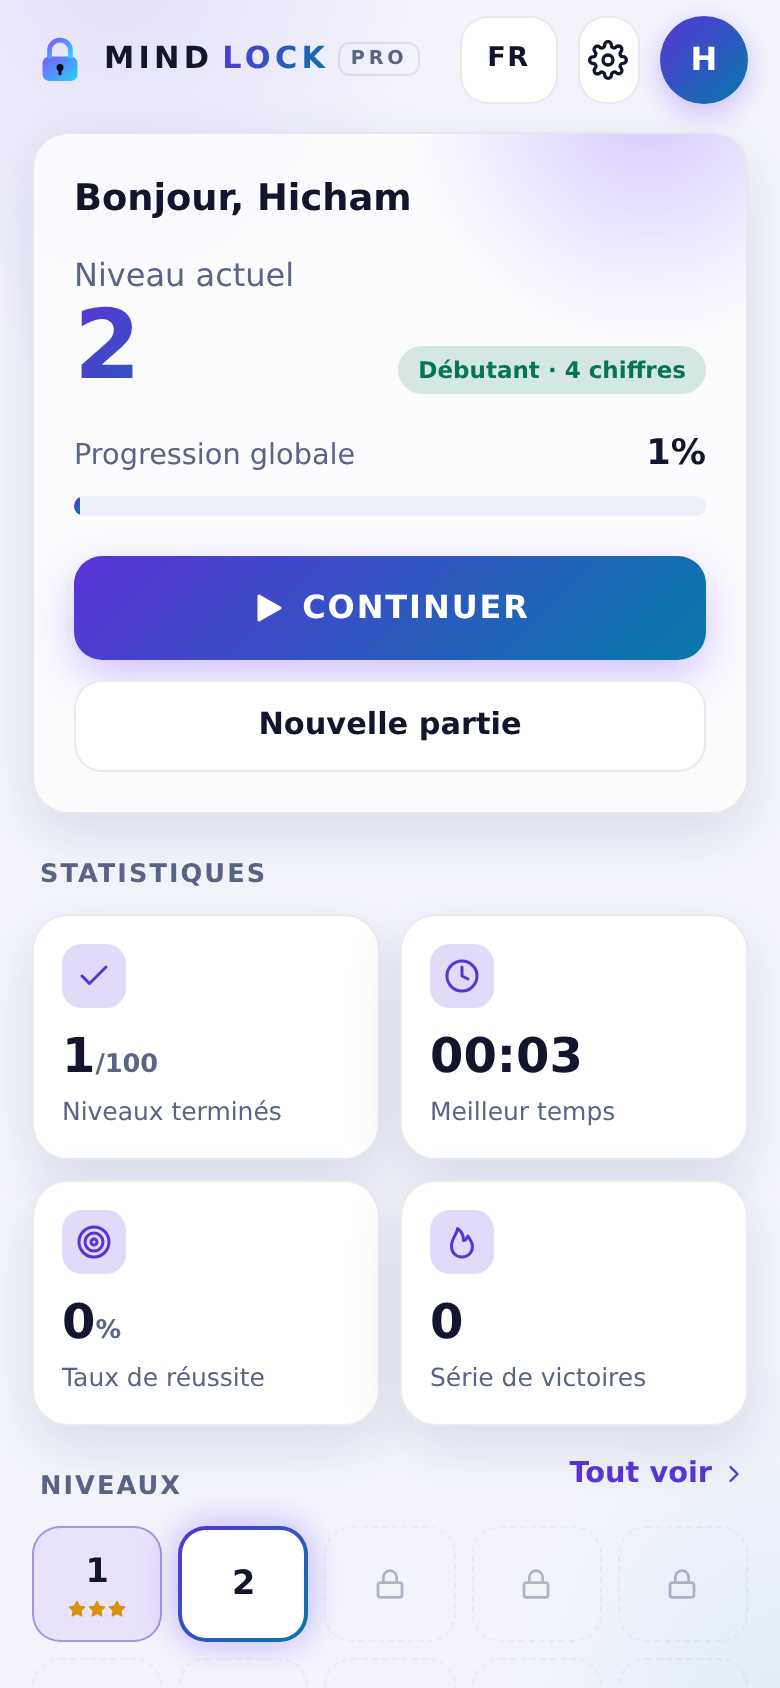 MIND LOCK PRO FR H
Bonjour, Hicham
Niveau actuel
2
Débutant · 4 chiffres
Progression globale 1%
CONTINUER
Nouvelle partie
STATISTIQUES
1/100
Niveaux terminés
00:03
Meilleur temps
0%
Taux de réussite
0
Série de victoires
NIVEAUX Tout voir
1 2